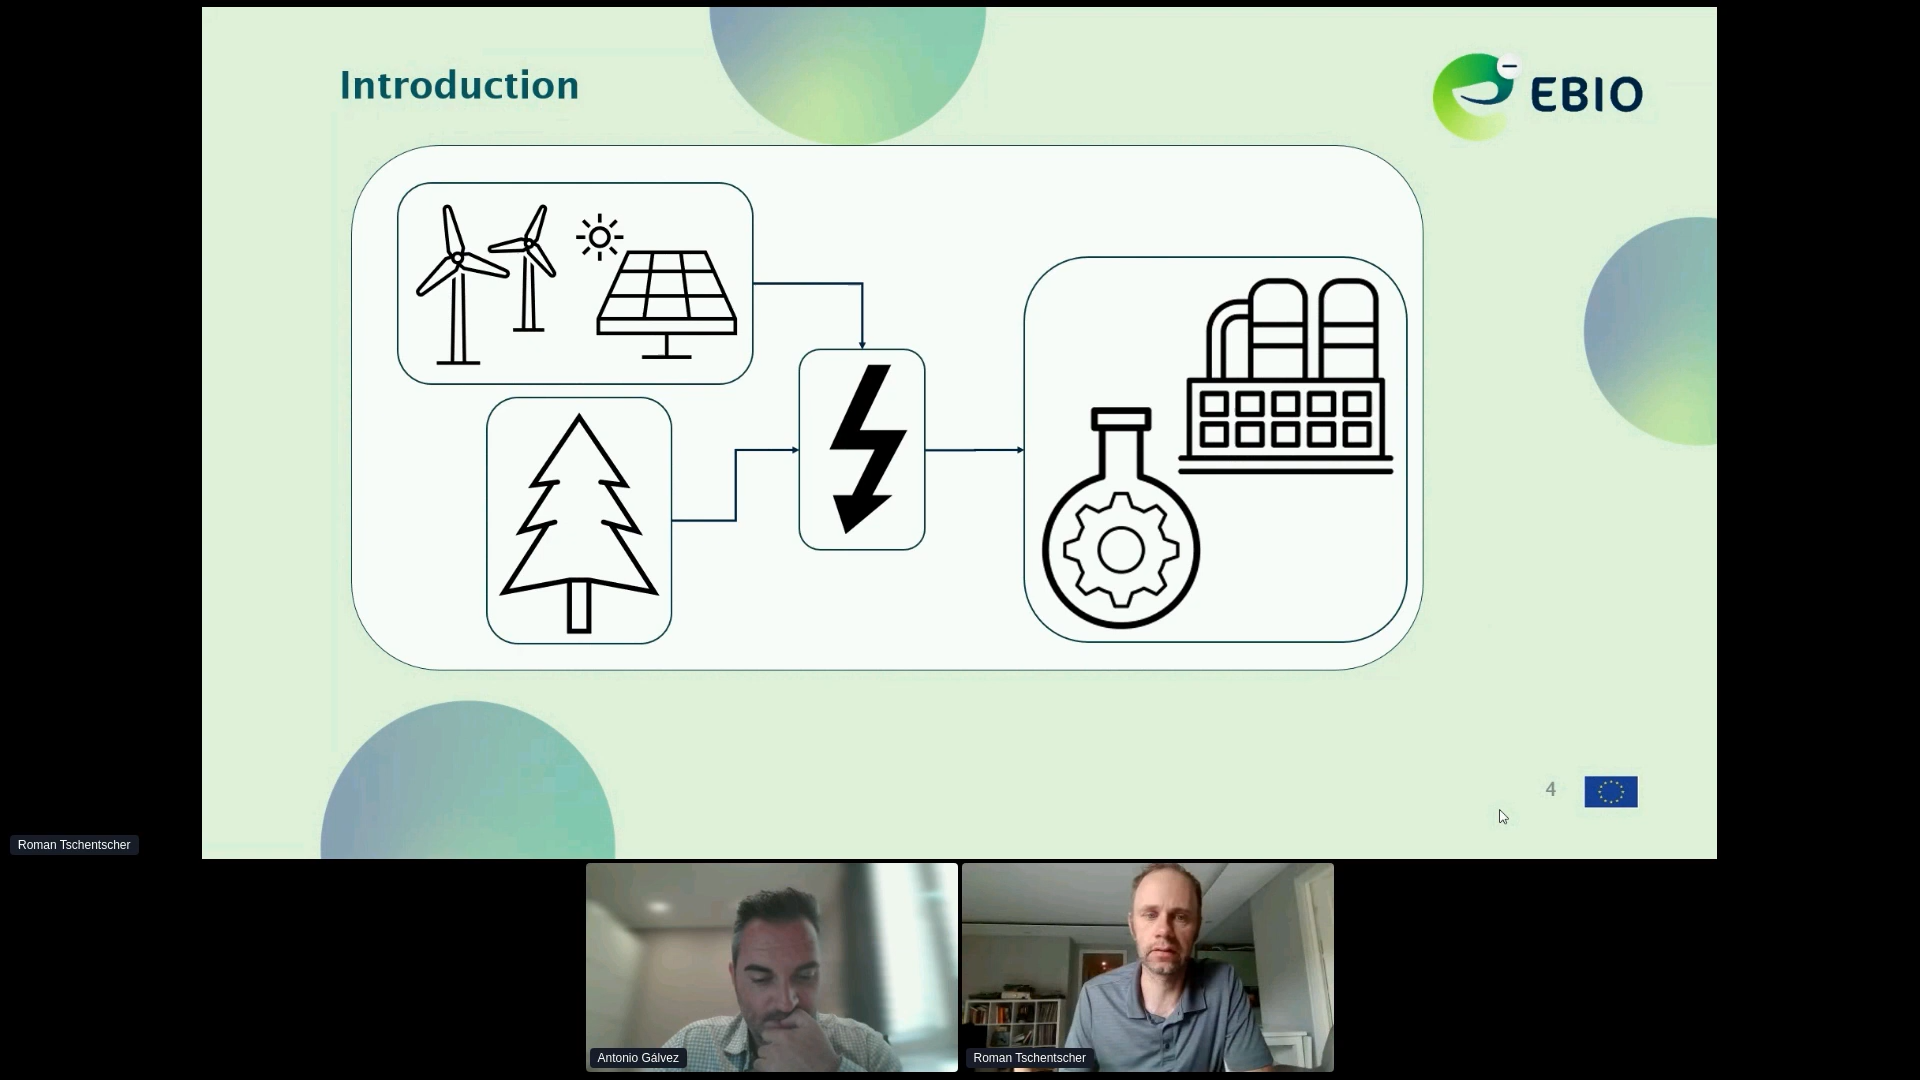 Introduction
EBIO
4
Roman Tschentscher
Antonio Gálvez
Roman Tschentscher